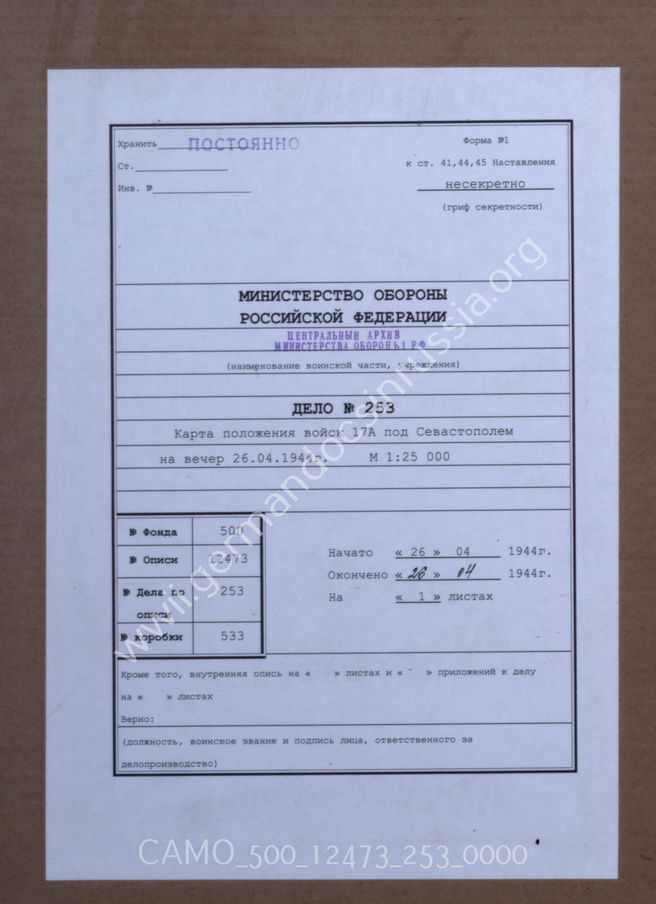 Хранить ПОСТОЯННО
Форма №1
Ст.
к ст. 41,44,45 Наставления
Инв. №
несекретно
(гриф секретности)
МИНИСТЕРСТВО ОБОРОНЫ
РОССИЙСКОЙ ФЕДЕРАЦИИ
ЦЕНТРАЛЬНЫЙ АРХИВ
МИНИСТЕРСТВА ОБОРОНЫ РФ
(наименование воинской части, учреждения)
ДЕЛО № 253
Карта положения войск 17А под Севастополем
на вечер 26.04.1944г. М 1:25 000
№ Фонда 500
№ Описи 12473
№ Дела по описи 253
№ коробки 533
Начато « 26 » 04 1944г.
Окончено « 26 » 04 1944г.
На « 1 » листах
Кроме того, внутренняя опись на « » листах и « » приложений к делу
на « » листах
Верно:
(должность, воинское звание и подпись лица, ответственного за
делопроизводство)
www.germandocsinrussia.org
CAMO_500_12473_253_0000